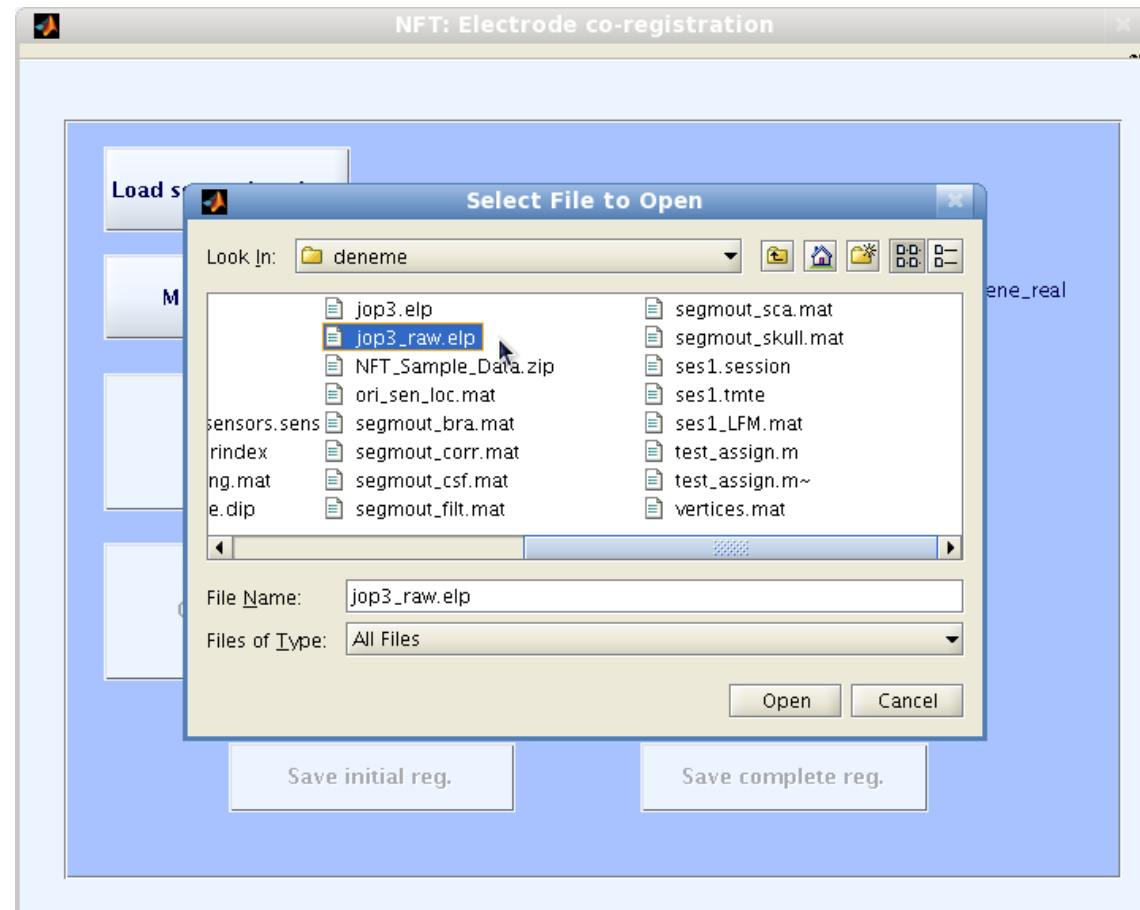 NFT: Electrode co-registration
Load s
Select File to Open
Look In: deneme
M
ene_real
jop3.elp
segmout_sca.mat
jop3_raw.elp
segmout_skull.mat
NFT_Sample_Data.zip
ses1.session
ori_sen_loc.mat
ses1.tmte
sensors.sens
segmout_bra.mat
ses1_LFM.mat
rindex
segmout_corr.mat
test_assign.m
ng.mat
segmout_csf.mat
test_assign.m~
e.dip
segmout_filt.mat
vertices.mat
File Name: jop3_raw.elp
Files of Type: All Files
Open
Cancel
Save initial reg.
Save complete reg.